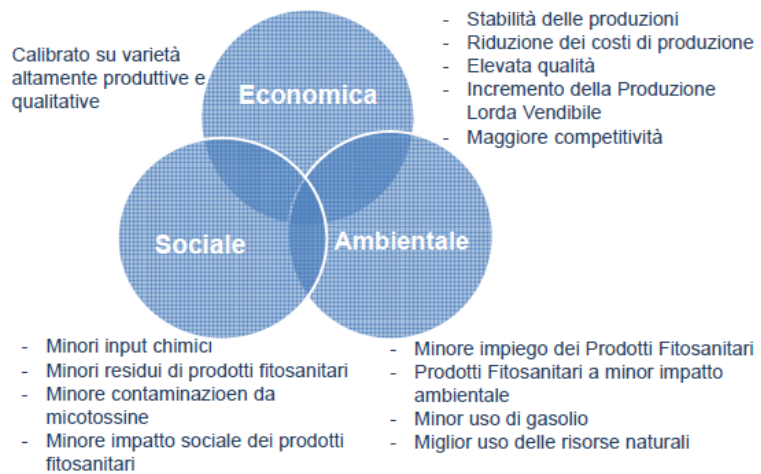 Calibrato su varietà
altamente produttive e
qualitative
Economica
- Stabilità delle produzioni
- Riduzione dei costi di produzione
- Elevata qualità
- Incremento della Produzione
Lorda Vendibile
- Maggiore competitività
Sociale
Ambientale
- Minori input chimici
- Minori residui di prodotti fitosanitari
- Minore contaminazioen da
micotossine
- Minore impatto sociale dei prodotti
fitosanitari
- Minore impiego dei Prodotti Fitosanitari
- Prodotti Fitosanitari a minor impatto
ambientale
- Minor uso di gasolio
- Miglior uso delle risorse naturali